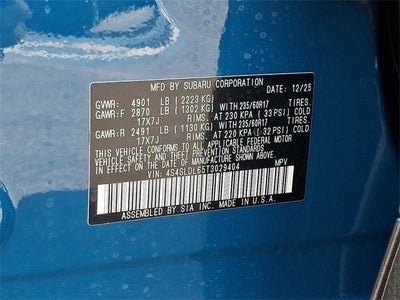 MFD BY SUBARU CORPORATION 12/25
GVWR: 4901 LB (2223 KG)
GAWR:F 2870 LB (1302 KG) WITH 235/60R17 TIRES.
17X7J RIMS. AT 230 KPA (33 PSI) COLD
GAWR:R 2491 LB (1130 KG) WITH 235/60R17 TIRES.
17X7J RIMS. AT 220 KPA (32 PSI) COLD
THIS VEHICLE CONFORMS TO ALL APPLICABLE FEDERAL MOTOR
VEHICLE SAFETY AND THEFT PREVENTION STANDARDS IN EFFECT
ON THE DATE OF MANUFACTURE SHOWN ABOVE.
VIN: 4S4SLDL65T3029404 MPV
ASSEMBLED BY SIA INC. MADE IN U.S.A.